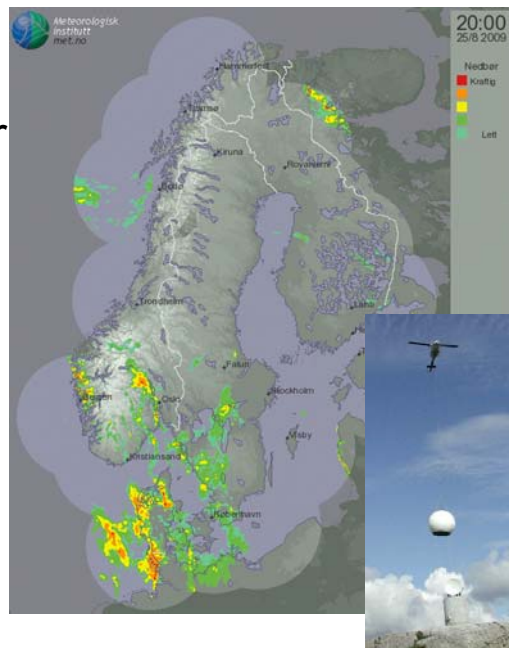 Meteorologisk
Institutt
met.no
20:00
25/8 2009
Nedbør
Kraftig
Lett
Hammerfest
Tromsø
Kiruna
Rovaniemi
Bodø
Trondheim
Falun
Bergen
Oslo
Stockholm
Visby
Kristiansand
København